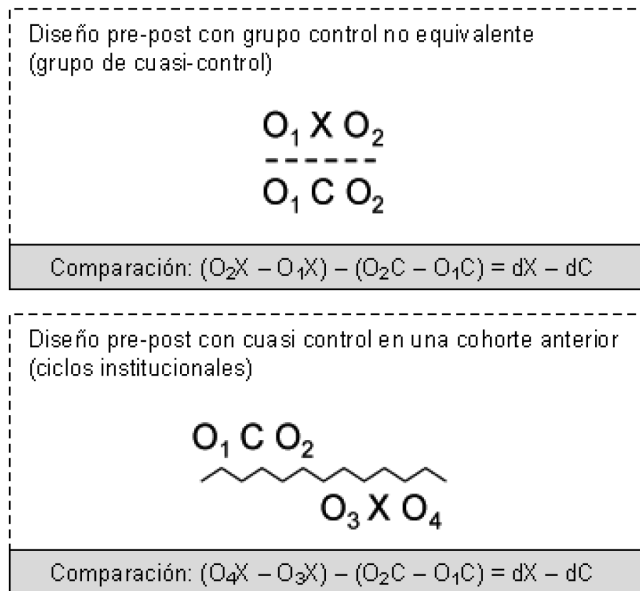 Diseño pre-post con grupo control no equivalente
(grupo de cuasi-control)
O₁ X O₂
O₁ C O₂
Comparación: (O₂X – O₁X) – (O₂C – O₁C) = dX – dC
Diseño pre-post con cuasi control en una cohorte anterior
(ciclos institucionales)
O₁ C O₂
O₃ X O₄
Comparación: (O₄X – O₃X) – (O₂C – O₁C) = dX – dC